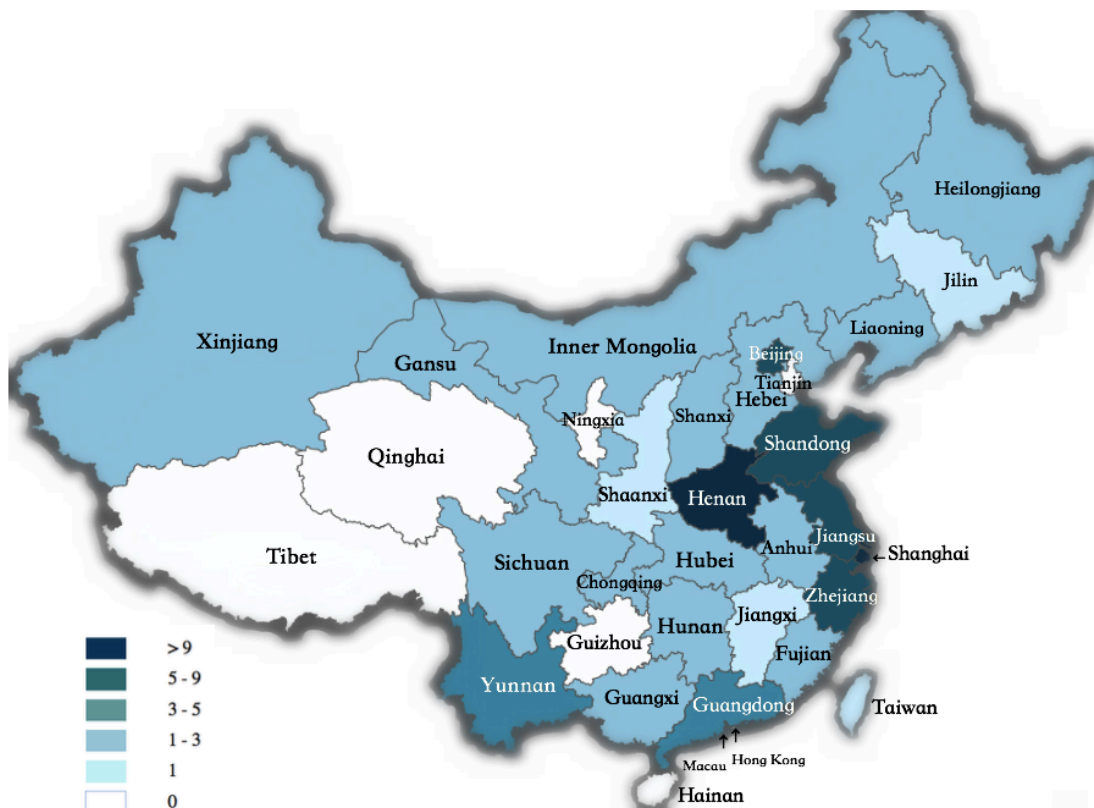 Heilongjiang
Jilin
Liaoning
Xinjiang
Inner Mongolia
Beijing
Gansu
Tianjin
Hebei
Ningxia
Shanxi
Shandong
Qinghai
Shaanxi
Henan
Jiangsu
Tibet
Sichuan
Hubei
Anhui
←Shanghai
Chongqing
Zhejiang
Jiangxi
Guizhou
Hunan
Fujian
Yunnan
Guangxi
Guangdong
Taiwan
Macau
Hong Kong
Hainan
>9
5-9
3-5
1-3
1
0